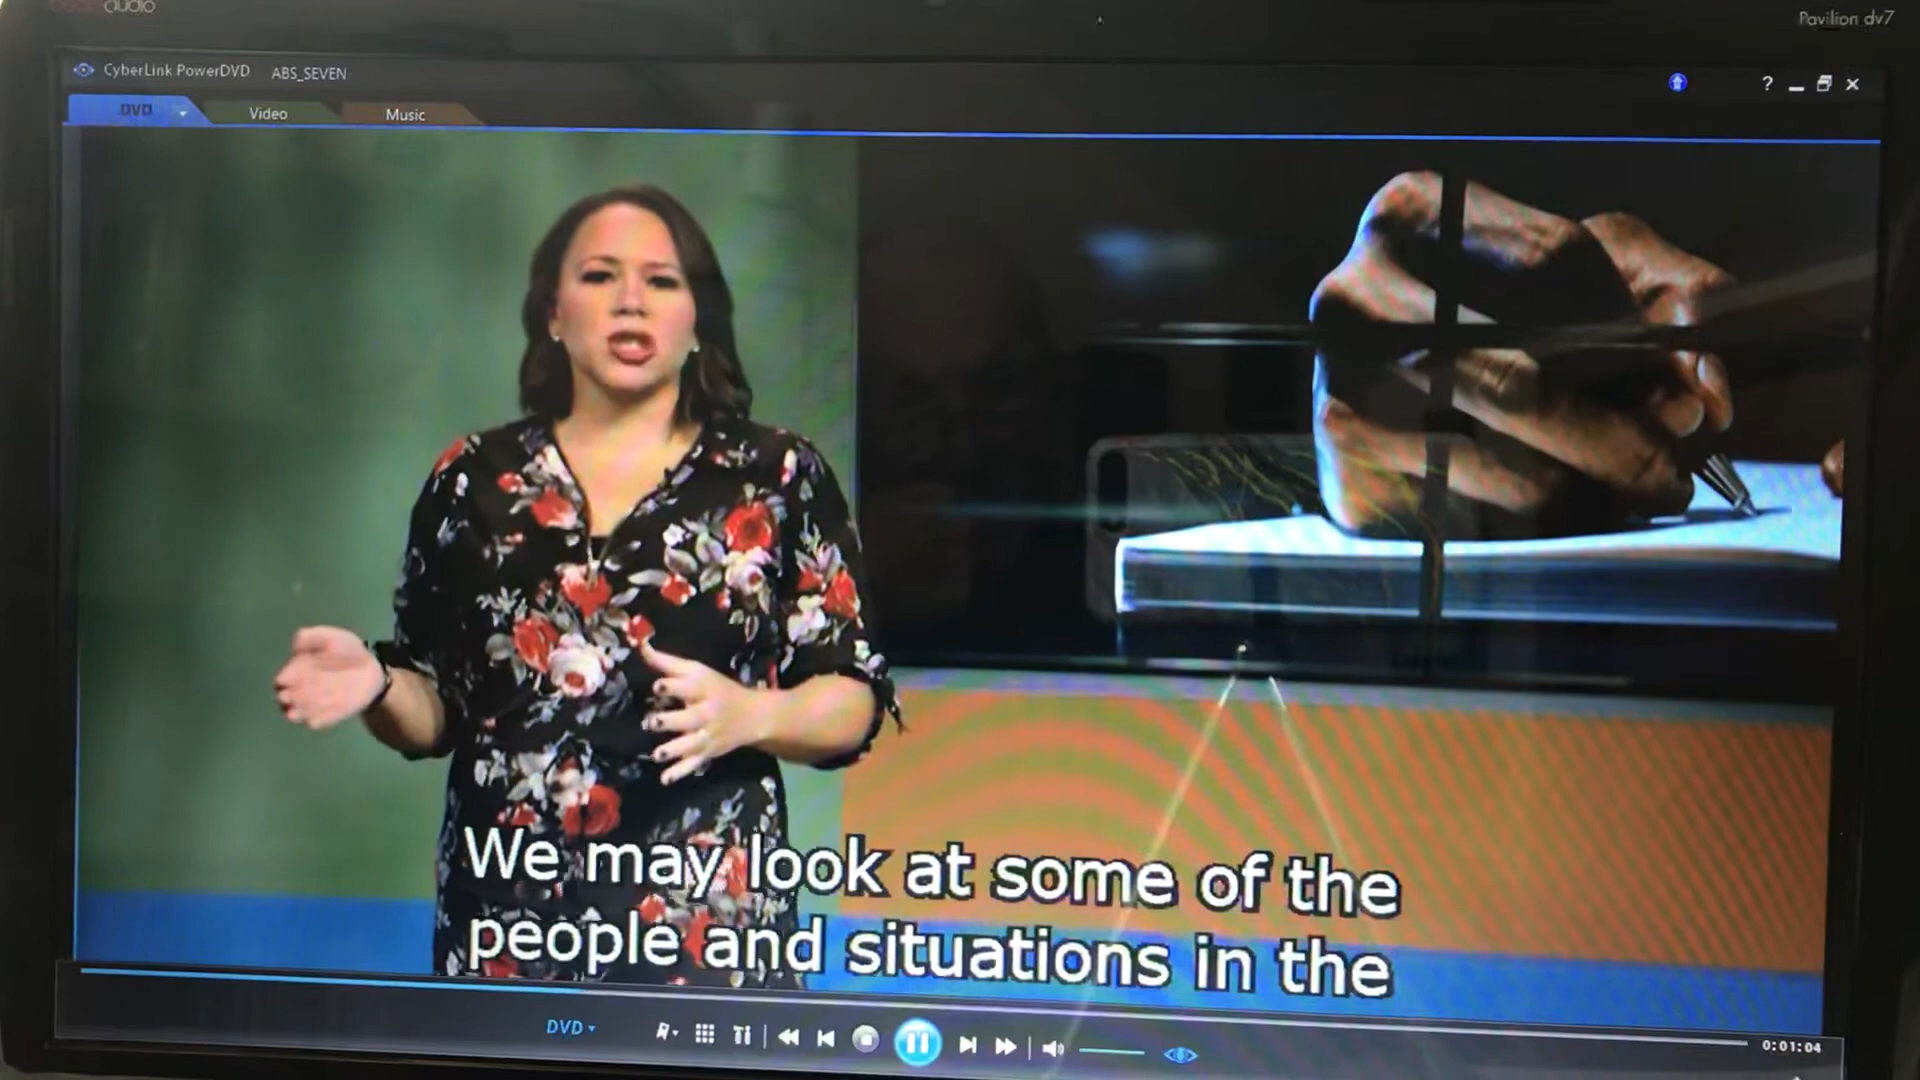 beatsaudio
Pavilion dv7
CyberLink PowerDVD ABS_SEVEN
?
DVD Video Music
We may look at some of the
people and situations in the
DVD
0:01:04